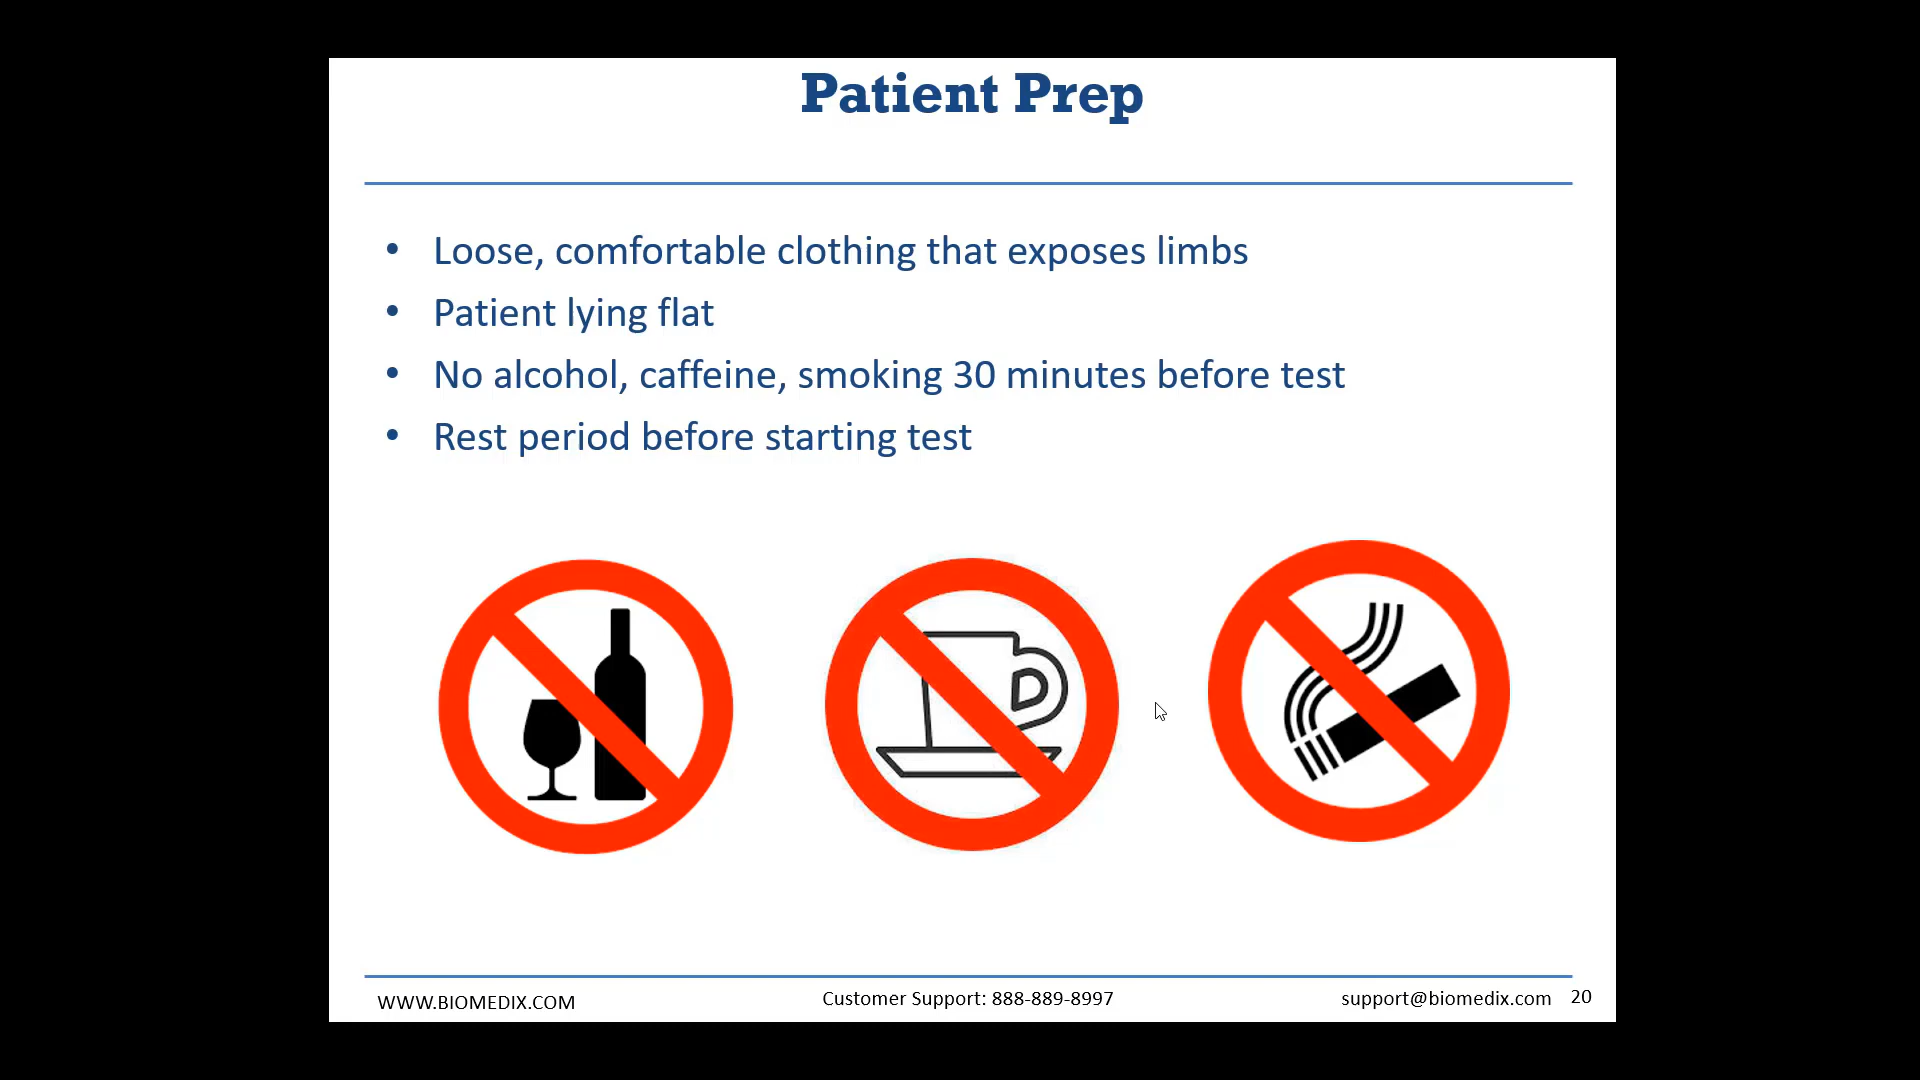 Patient Prep
• Loose, comfortable clothing that exposes limbs
• Patient lying flat
• No alcohol, caffeine, smoking 30 minutes before test
• Rest period before starting test
WWW.BIOMEDIX.COM
Customer Support: 888-889-8997
support@biomedix.com 20